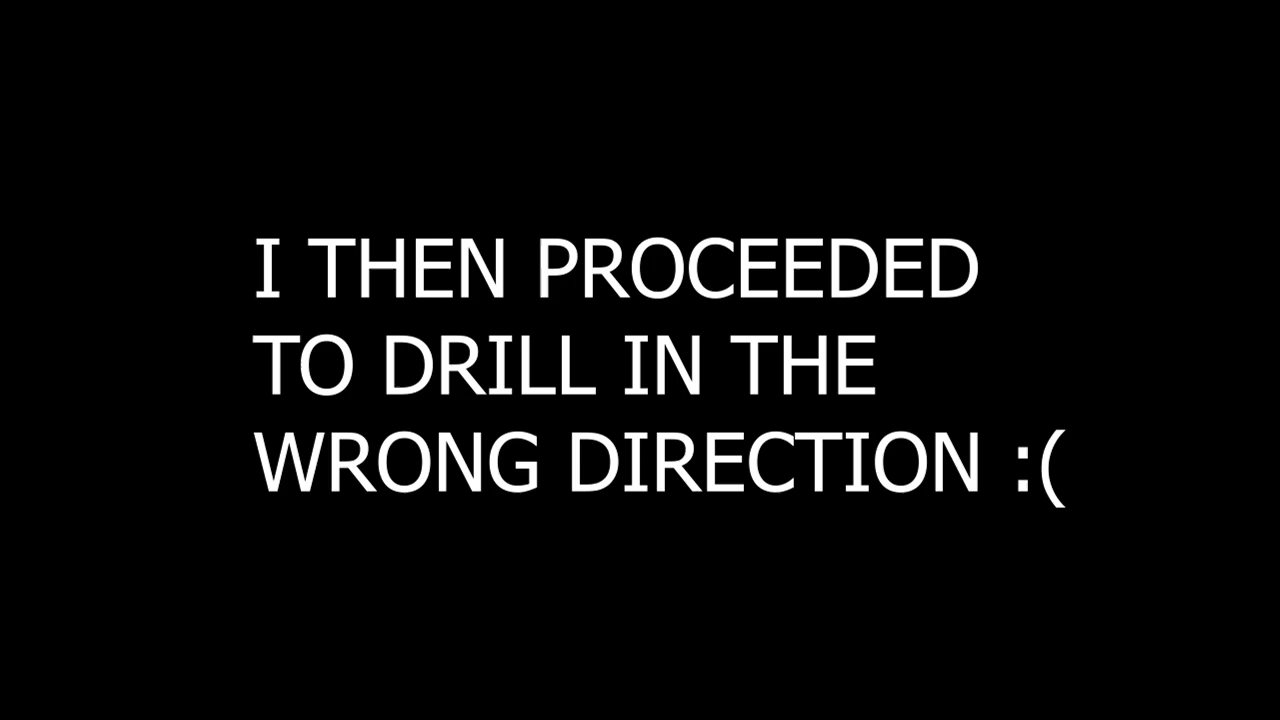 I THEN PROCEEDED
TO DRILL IN THE
WRONG DIRECTION :(